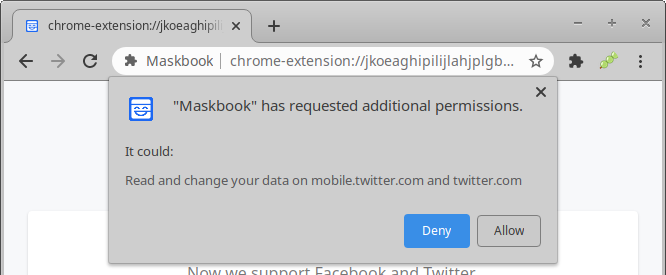 chrome-extension://jkoeaghip
Maskbook
chrome-extension://jkoeaghipilijlahjplgb...
"Maskbook" has requested additional permissions.
It could:
Read and change your data on mobile.twitter.com and twitter.com
Deny
Allow
Now we support Facebook and Twitter